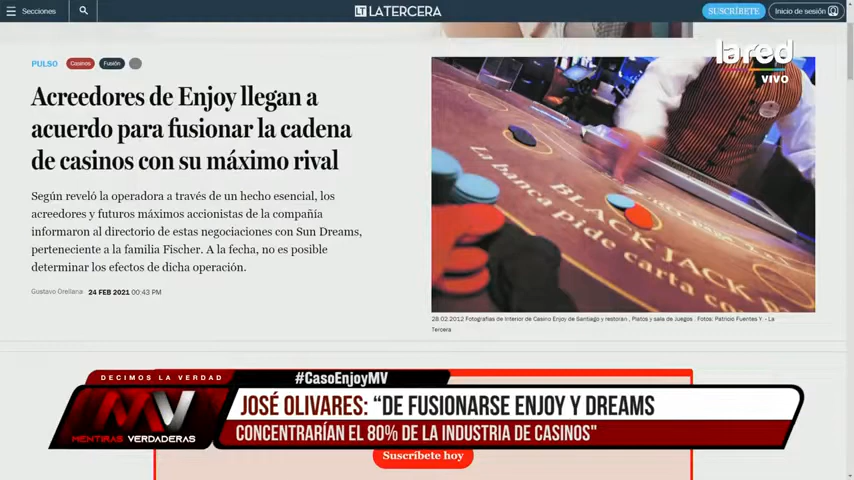 Secciones
LT LATERCERA
SUSCRÍBETE
Inicio de sesión
lared
VIVO
PULSO
Casinos
Fusión
Acreedores de Enjoy llegan a
acuerdo para fusionar la cadena
de casinos con su máximo rival
Según reveló la operadora a través de un hecho esencial, los
acreedores y futuros máximos accionistas de la compañía
informaron al directorio de estas negociaciones con Sun Dreams,
perteneciente a la familia Fischer. A la fecha, no es posible
determinar los efectos de dicha operación.
Gustavo Orellana 24 FEB 2021 00:43 PM
La banca pide carta
BLACK JACK
28.02.2012 Fotografias de Interior de Casino Enjoy de Santiago y restoran , Platos y sala de Juegos . Fotos: Patricio Fuentes Y. - La
Tercera
DECIMOS LA VERDAD
#CasoEnjoyMV
MV
MENTIRAS VERDADERAS
JOSÉ OLIVARES: “DE FUSIONARSE ENJOY Y DREAMS
CONCENTRARÍAN EL 80% DE LA INDUSTRIA DE CASINOS"
Suscríbete hoy